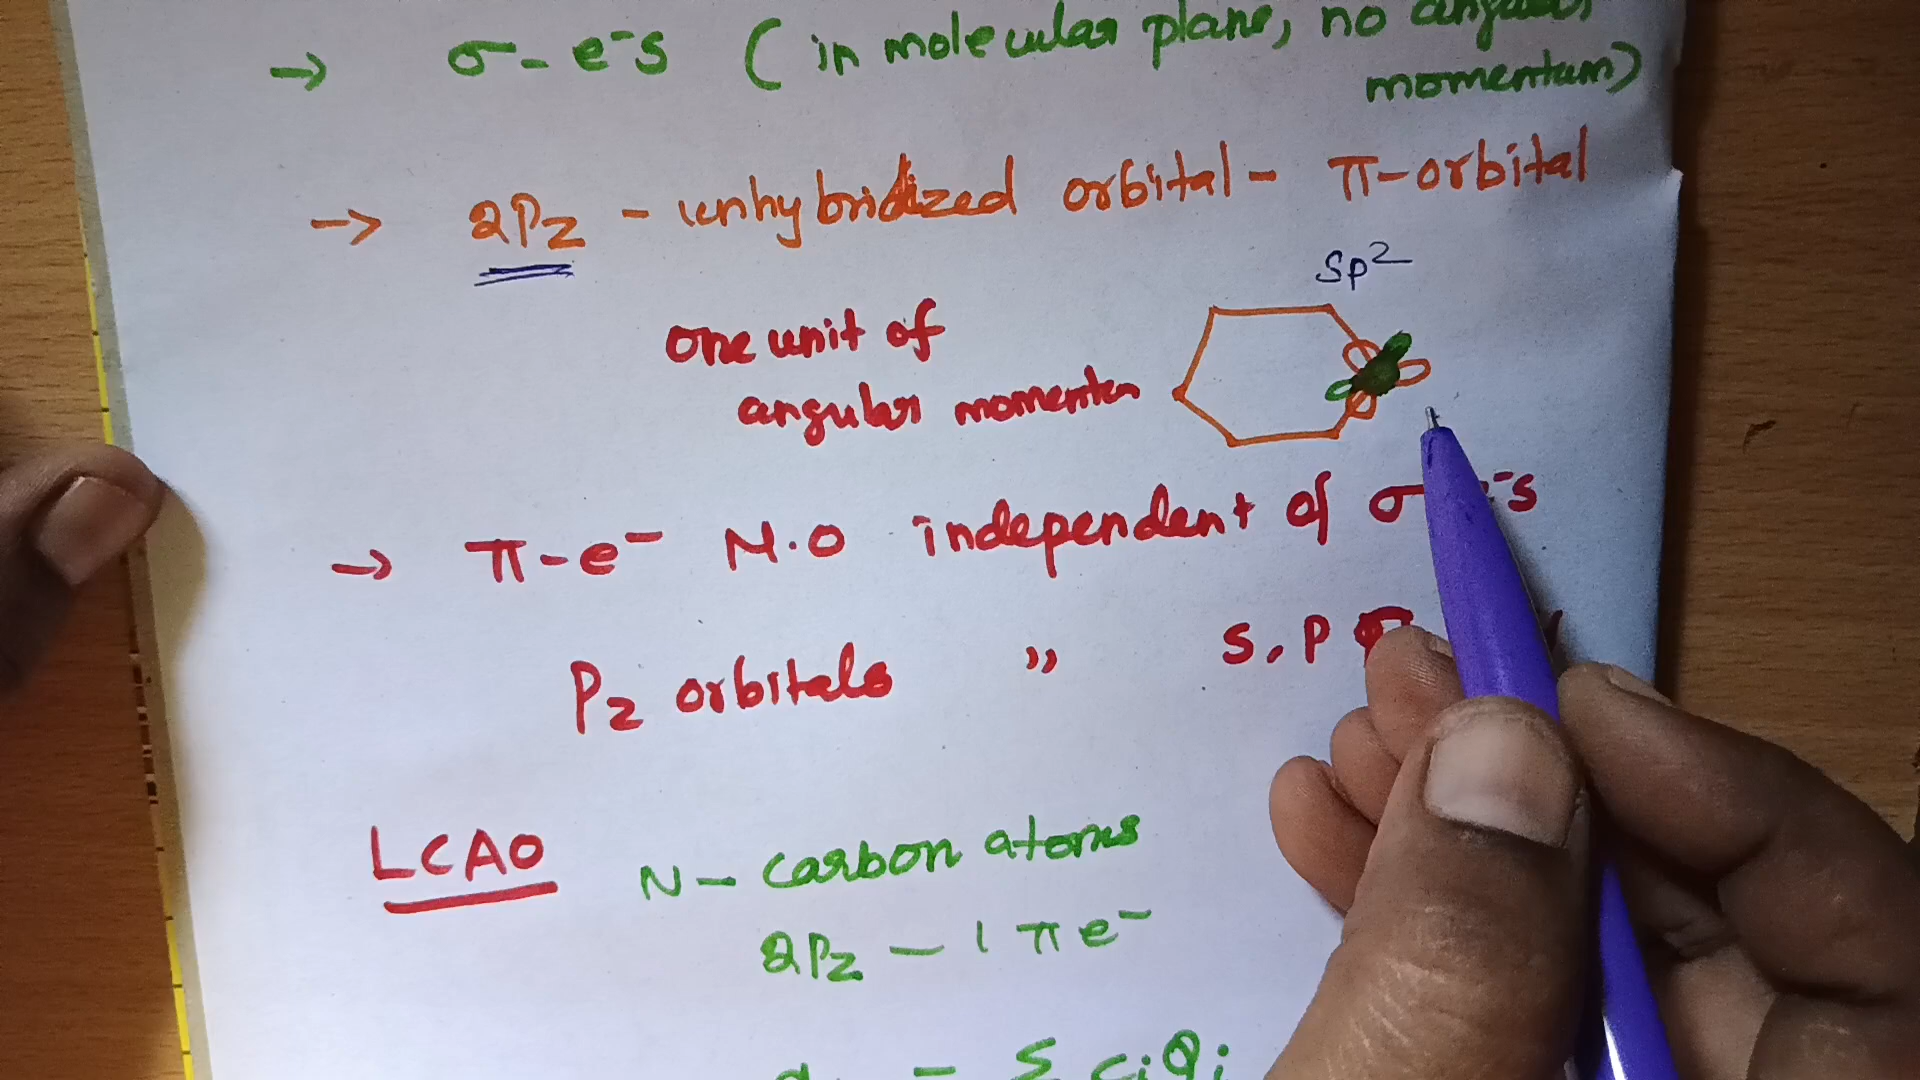 → σ-e⁻s (in molecular plane, no angular
momentum)
→ 2Pz - unhybridized orbital - π-orbital
Sp²
One unit of
angular momentum
→ π-e⁻ M.O independent of σ e⁻s
Pz orbitals " S, P
LCAO N - Carbon atoms
2Pz - 1 π e⁻
= Σ ciφi